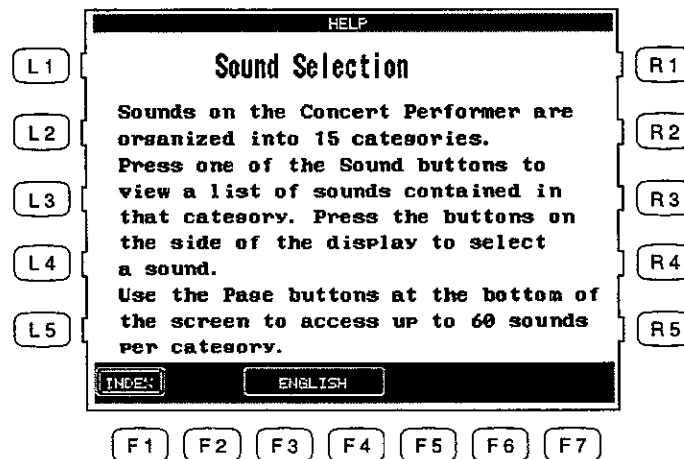 HELP
Sound Selection
L1
R1
Sounds on the Concert Performer are
L2
organized into 15 categories.
R2
Press one of the Sound buttons to
L3
view a list of sounds contained in
R3
that category. Press the buttons on
the side of the display to select
L4
a sound.
R4
Use the Page buttons at the bottom of
L5
the screen to access up to 60 sounds
R5
per category.
INDEX ENGLISH
F1 F2 F3 F4 F5 F6 F7